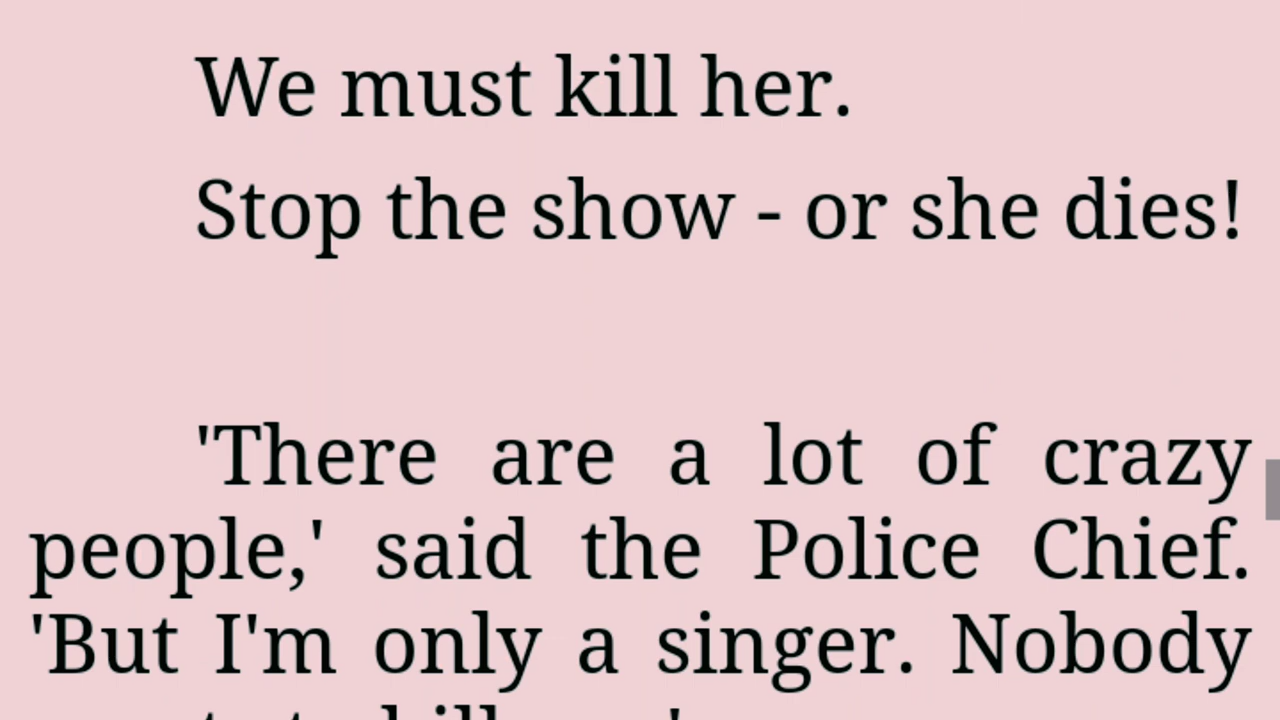 We must kill her.
Stop the show - or she dies!
'There are a lot of crazy
people,' said the Police Chief.
'But I'm only a singer. Nobody